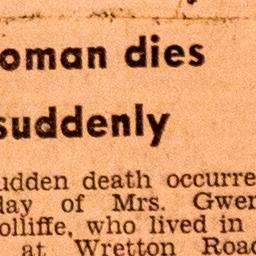 oman dies
suddenly
udden death occurre
day of Mrs. Gwen
olliffe, who lived in
at Wretton Road